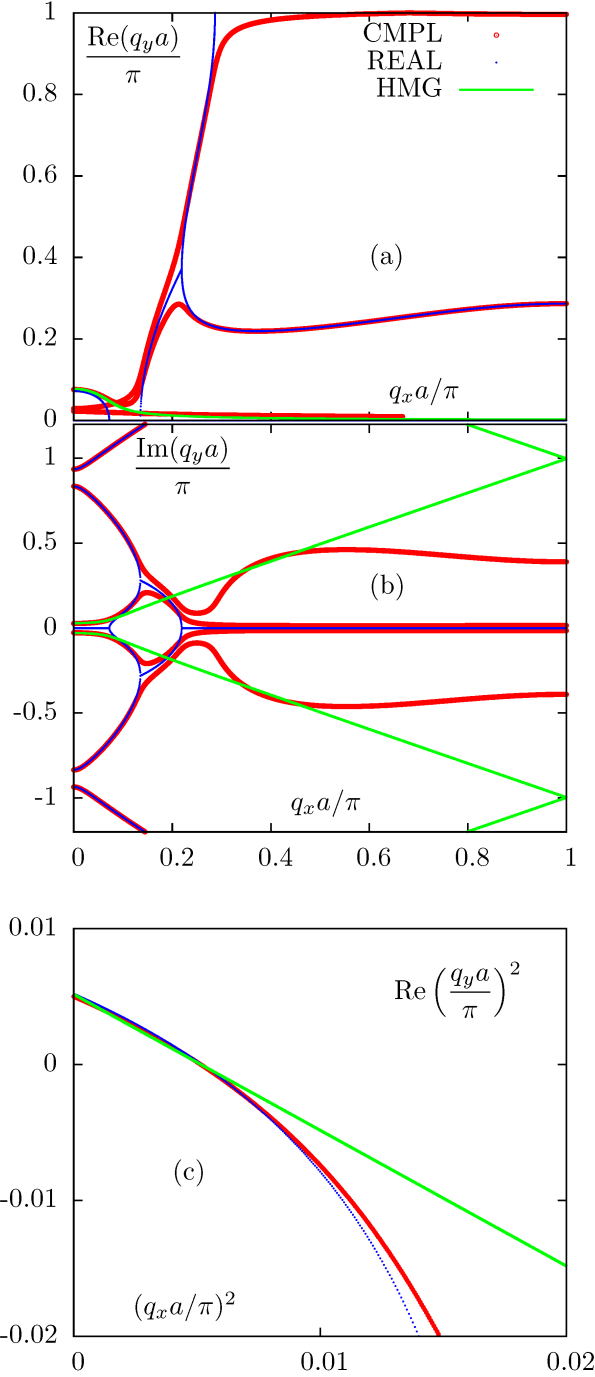 1
0.8
0.6
0.4
0.2
0
Re(q_y a)
π
CMPL
REAL
HMG
(a)
q_x a/π
1
0.5
0
-0.5
-1
Im(q_y a)
π
(b)
q_x a/π
0 0.2 0.4 0.6 0.8 1
0.01
0
-0.01
-0.02
Re (q_y a / π)^2
(c)
(q_x a/π)^2
0 0.01 0.02